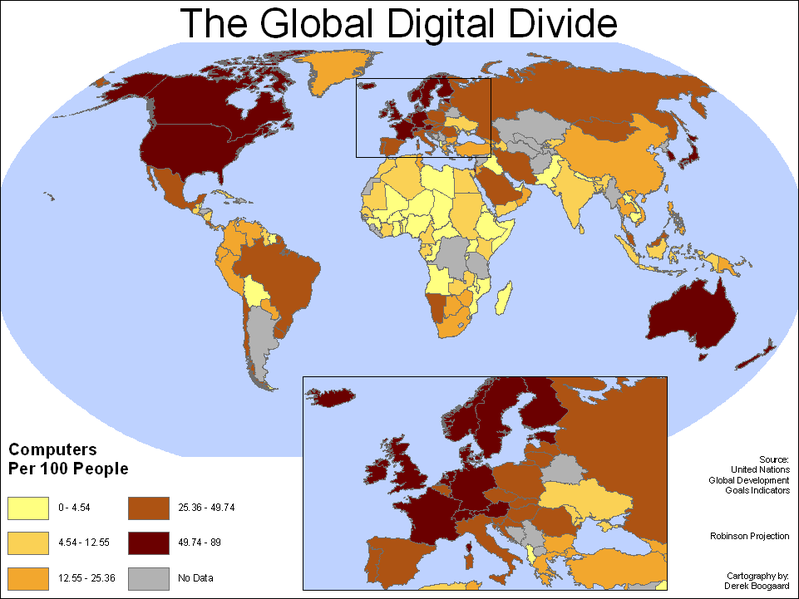 The Global Digital Divide
Computers
Per 100 People
0 - 4.54
4.54 - 12.55
12.55 - 25.36
25.36 - 49.74
49.74 - 89
No Data
Source:
United Nations
Global Development
Goals Indicators
Robinson Projection
Cartography by:
Derek Boogaard